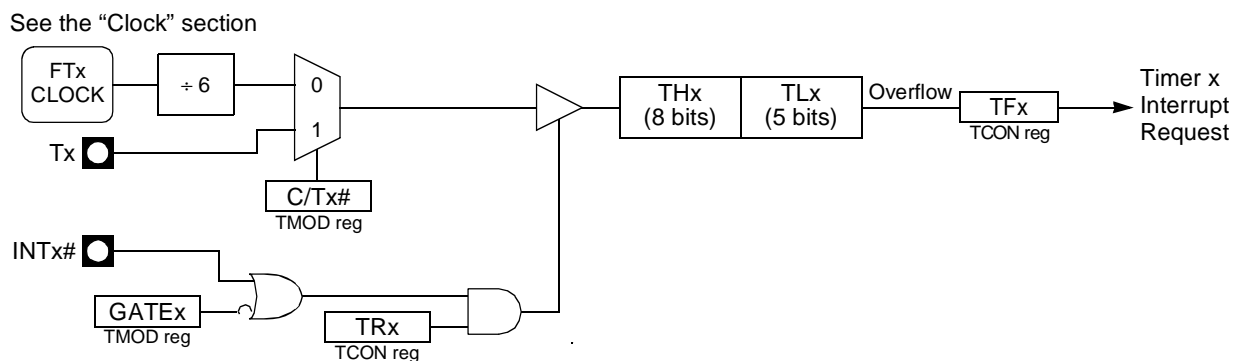 See the “Clock” section
FTx
CLOCK
÷ 6
0
1
Tx
C/Tx#
TMOD reg
THx
(8 bits)
TLx
(5 bits)
Overflow
TFx
TCON reg
Timer x
Interrupt
Request
INTx#
GATEx
TMOD reg
TRx
TCON reg